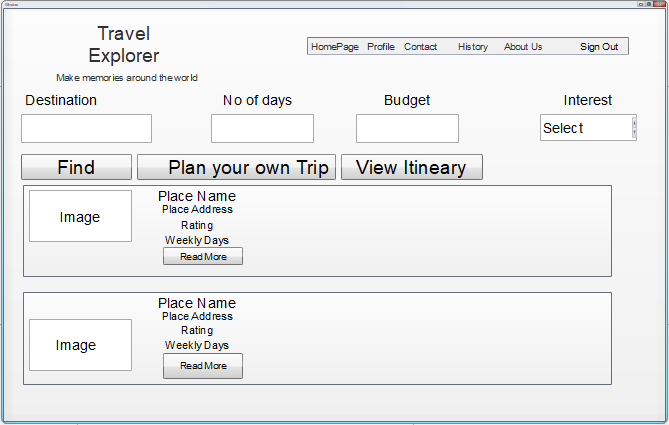 Travel
Explorer
Make memories around the world
HomePage Profile Contact History About Us Sign Out
Destination No of days Budget Interest
Select
Find Plan your own Trip View Itineary
Image
Place Name
Place Address
Rating
Weekly Days
Read More
Image
Place Name
Place Address
Rating
Weekly Days
Read More